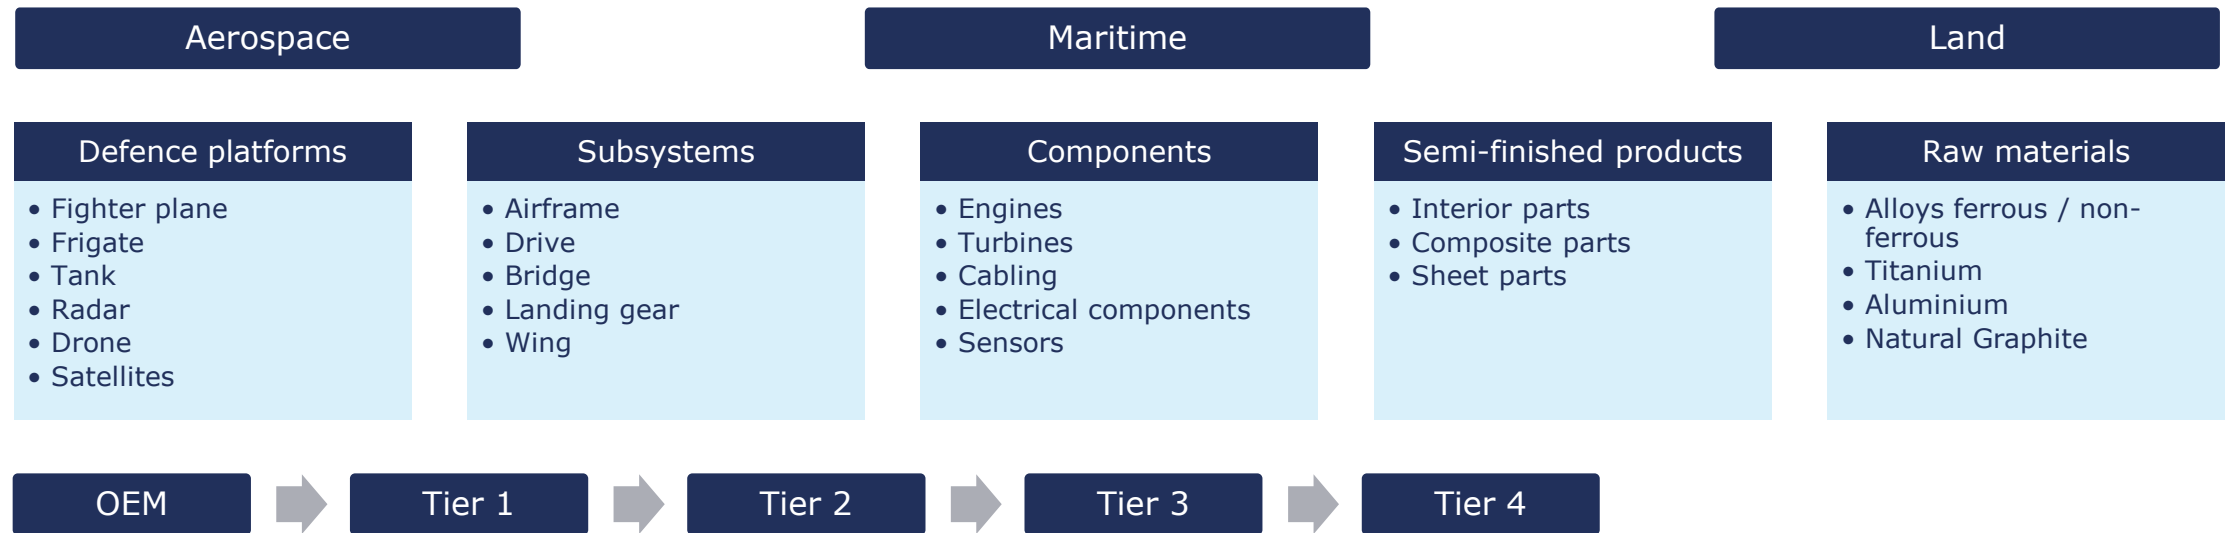 Aerospace
Maritime
Land
Defence platforms
• Fighter plane
• Frigate
• Tank
• Radar
• Drone
• Satellites
Subsystems
• Airframe
• Drive
• Bridge
• Landing gear
• Wing
Components
• Engines
• Turbines
• Cabling
• Electrical components
• Sensors
Semi-finished products
• Interior parts
• Composite parts
• Sheet parts
Raw materials
• Alloys ferrous / non-
ferrous
• Titanium
• Aluminium
• Natural Graphite
OEM
Tier 1
Tier 2
Tier 3
Tier 4